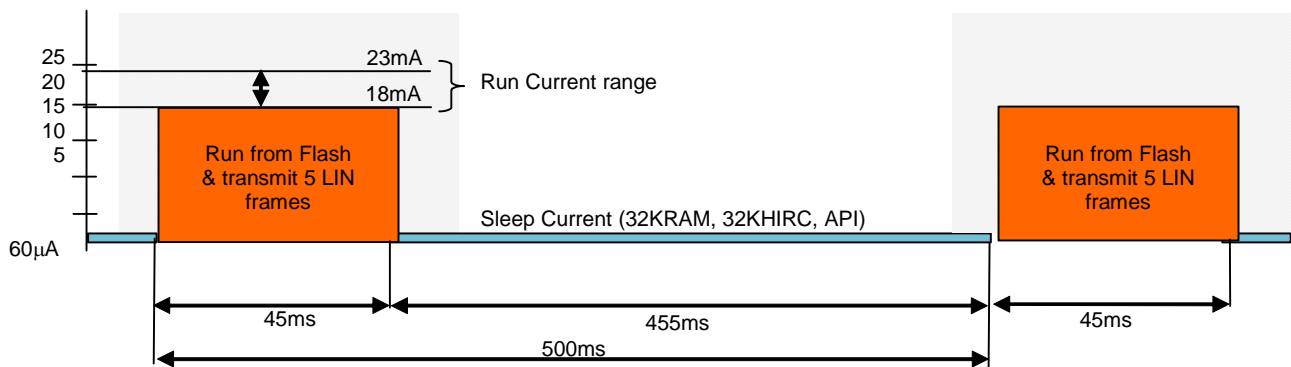 25
20
15
10
5
60µA
23mA
18mA
Run Current range
Run from Flash
& transmit 5 LIN
frames
Sleep Current (32KRAM, 32KHIRC, API)
Run from Flash
& transmit 5 LIN
frames
45ms
455ms
45ms
500ms